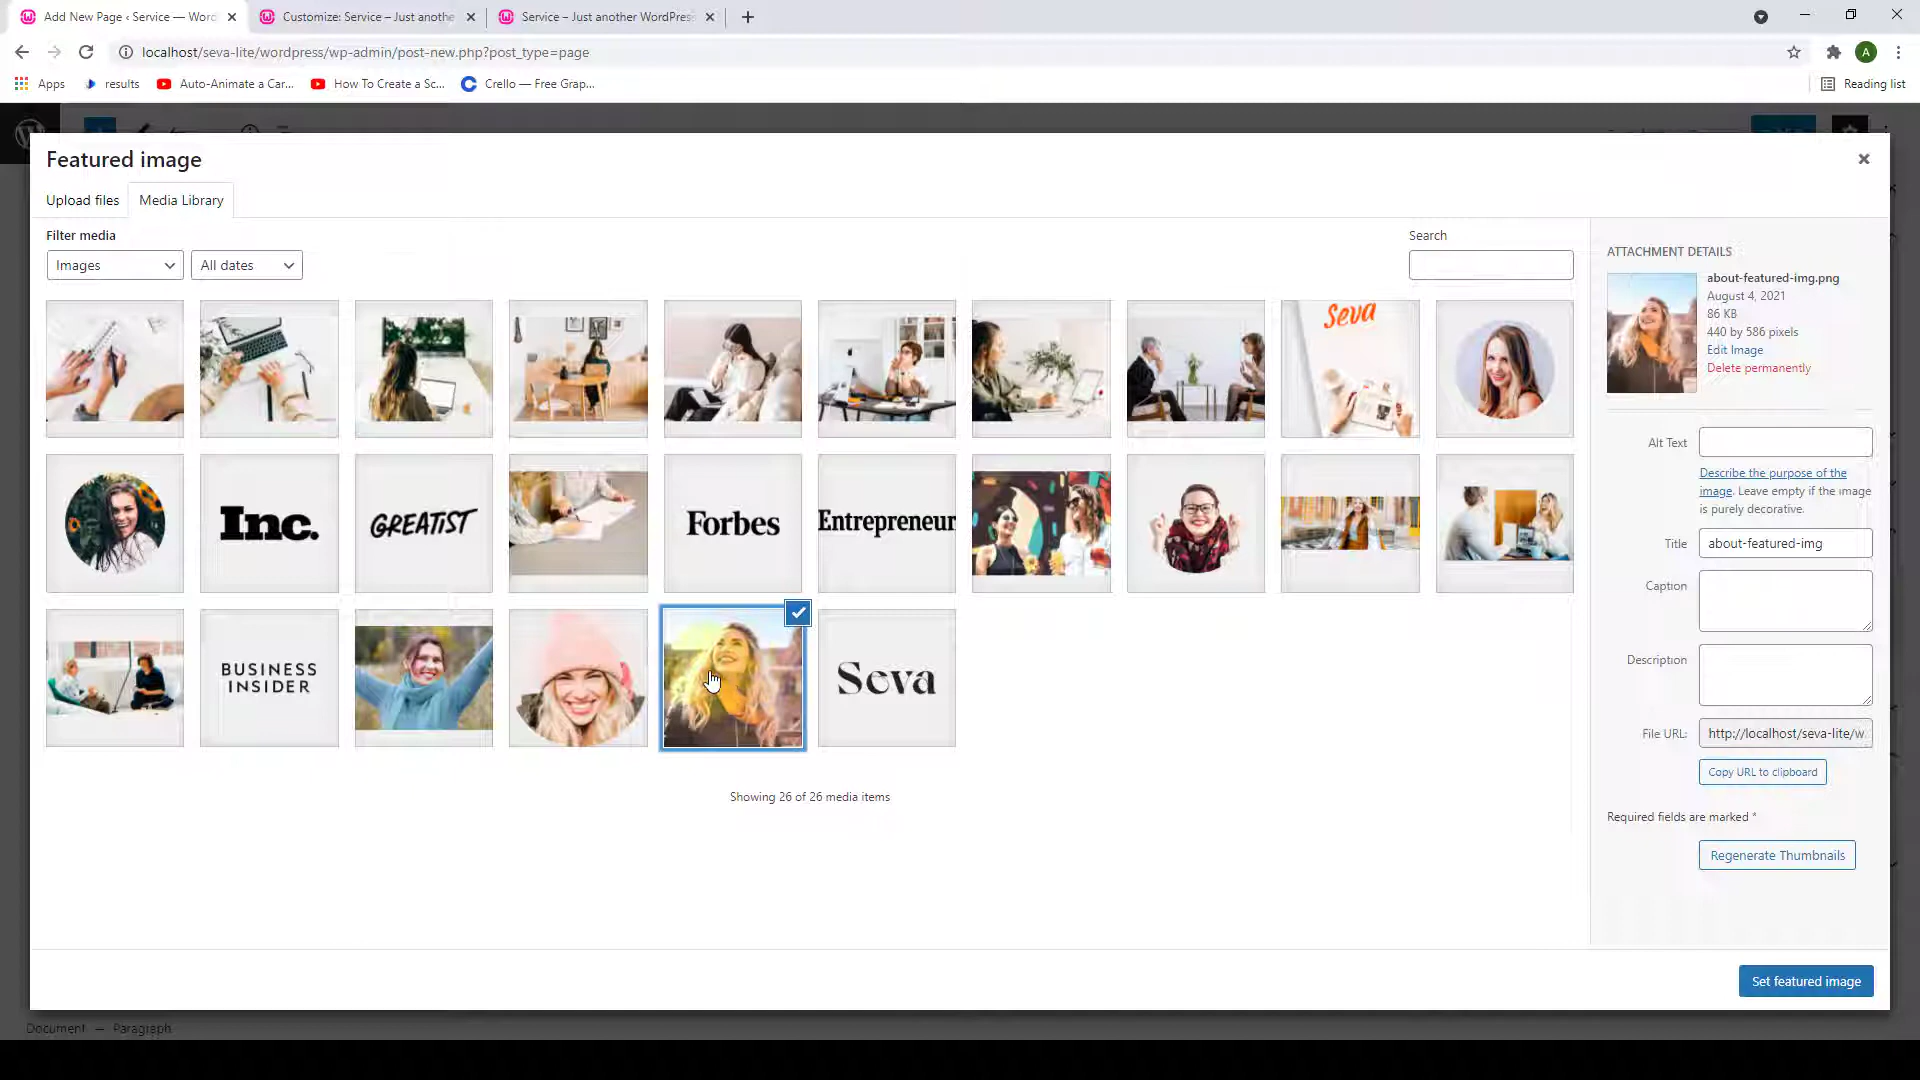 Add New Page ‹ Service — Wor
Customize: Service – Just anothe
Service – Just another WordPres
localhost/seva-lite/wordpress/wp-admin/post-new.php?post_type=page
A
Apps
results
Auto-Animate a Car...
How To Create a Sc...
Crello — Free Grap...
Reading list
Featured image
Upload files
Media Library
Filter media
Search
Images
All dates
ATTACHMENT DETAILS
about-featured-img.png
August 4, 2021
86 KB
440 by 586 pixels
Edit Image
Delete permanently
Seva
Alt Text
Describe the purpose of the
image. Leave empty if the image
is purely decorative.
Inc.
GREATIST
Forbes
Entrepreneur
Title
about-featured-img
Caption
BUSINESS
INSIDER
Seva
Description
File URL:
http://localhost/seva-lite/w
Copy URL to clipboard
Showing 26 of 26 media items
Required fields are marked *
Regenerate Thumbnails
Set featured image
Document — Paragraph